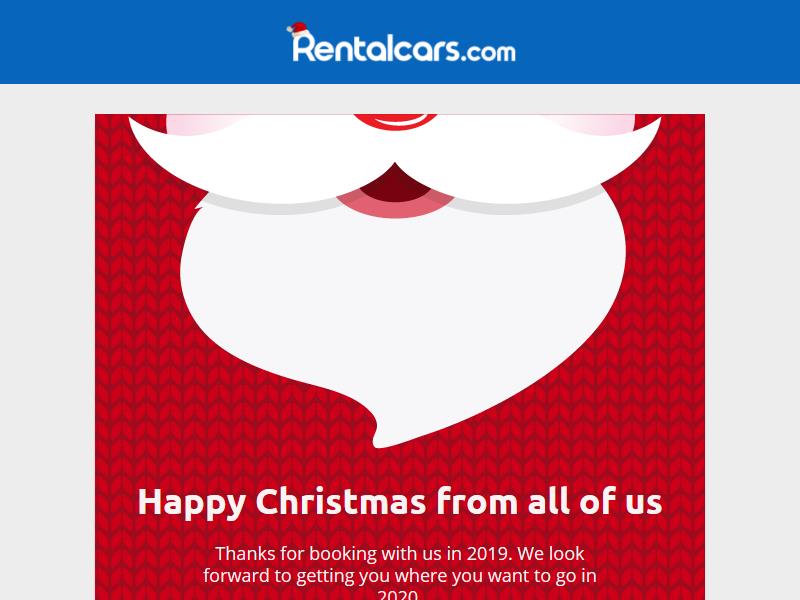 Rentalcars.com
Happy Christmas from all of us
Thanks for booking with us in 2019. We look
forward to getting you where you want to go in
2020